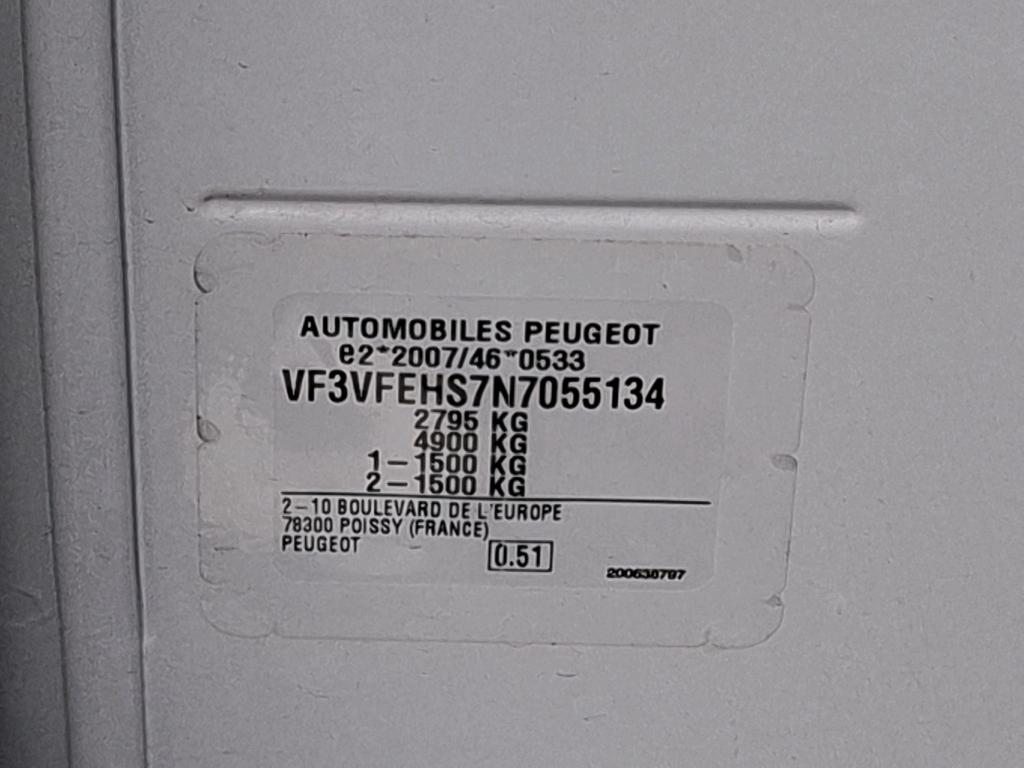 AUTOMOBILES PEUGEOT
e2*2007/46*0533
VF3VFEHS7N7055134
2795 KG
4900 KG
1-1500 KG
2-1500 KG
2-10 BOULEVARD DE L'EUROPE
78300 POISSY (FRANCE)
PEUGEOT
0.51
200638797